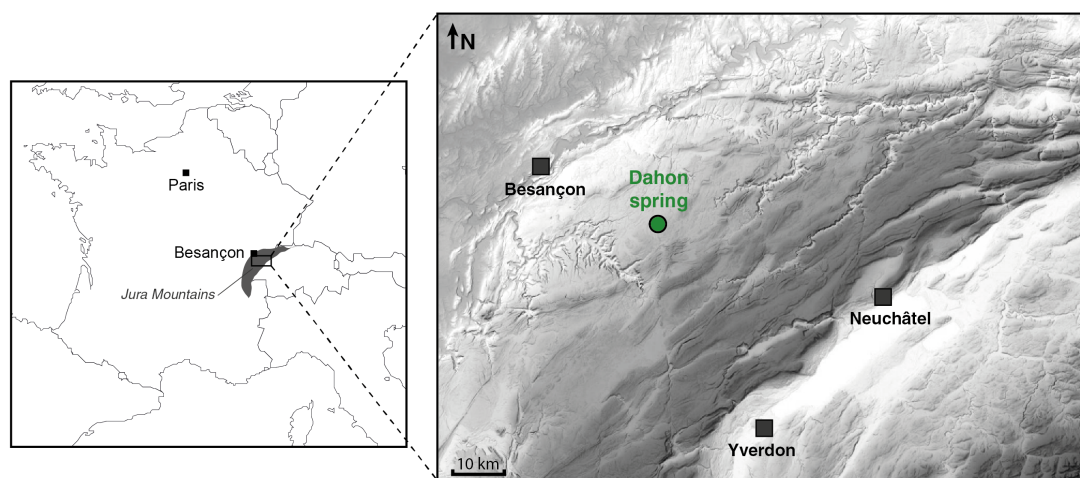 Paris
Besançon
Jura Mountains
N
Besançon
Dahon
spring
Neuchâtel
Yverdon
10 km